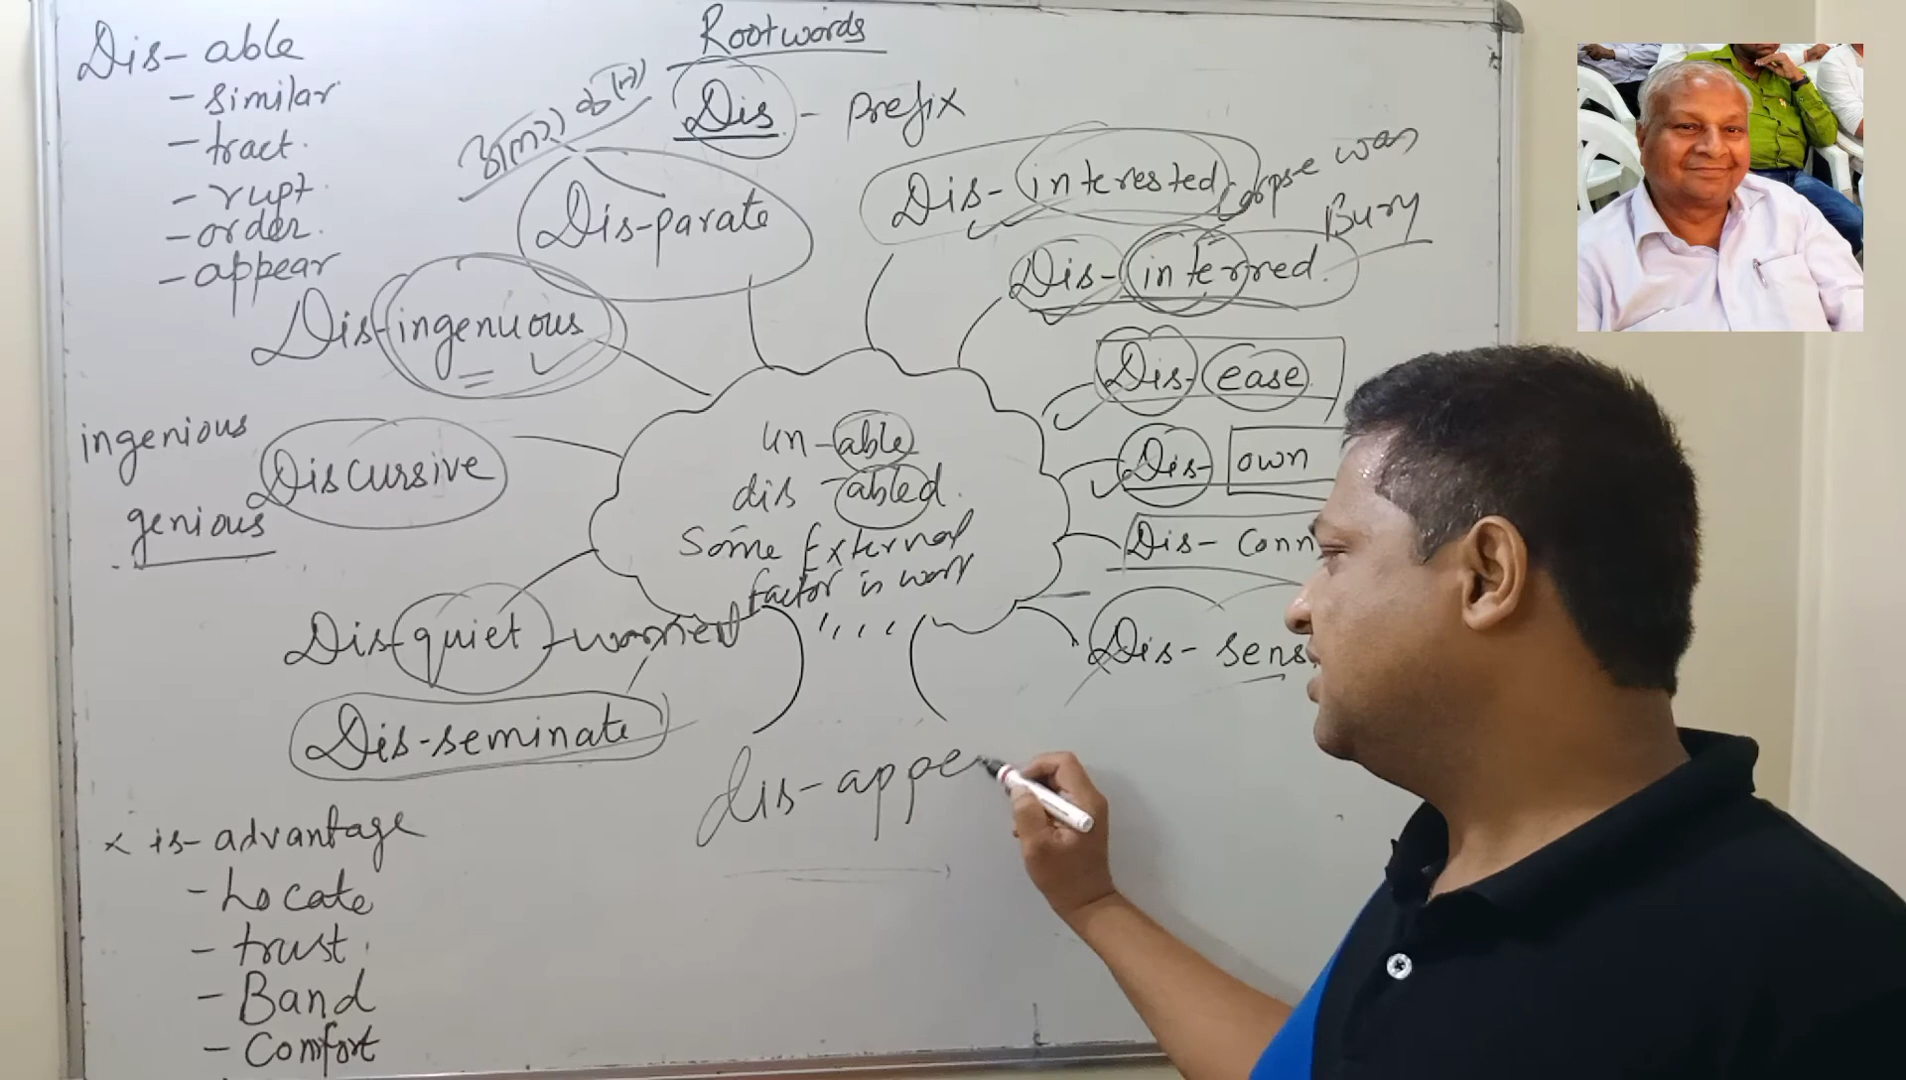 Rootwords
Dis - Prefix
Dis- able
- similar
- tract.
- rupt.
- order.
- appear
Dis-parate
Dis- interested
Corpse was
Bury
Dis- interred.
Dis-ingenuous
Dis- ease
ingenious
genious
Discursive
Dis- own
Dis- Conn
Dis- sens
un-able
dis -abled.
Some External
factor is
Dis-quiet -worried
Dis-seminate
dis-appe
is-advantage
- Locate
- trust.
- Band
- Comfort